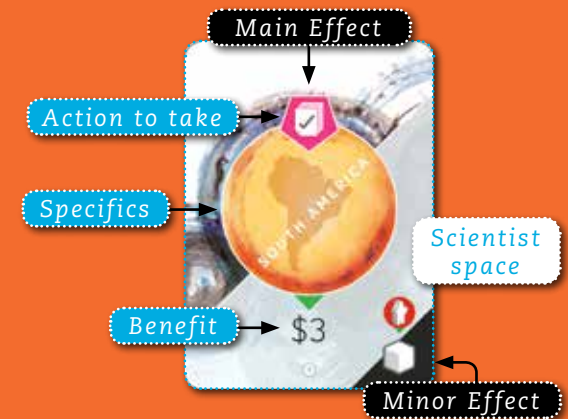 Main Effect
Action to take
SOUTH AMERICA
Specifics
Scientist
space
Benefit
$3
Minor Effect